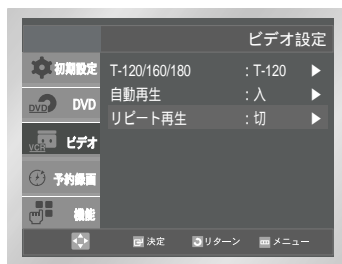 ビデオ設定
初期設定
T-120/160/180 : T-120 ▶
自動再生 : 入 ▶
DVD DVD
リピート再生 : 切 ▶
VCR ビデオ
予約録画
機能
決定 リターン メニュー